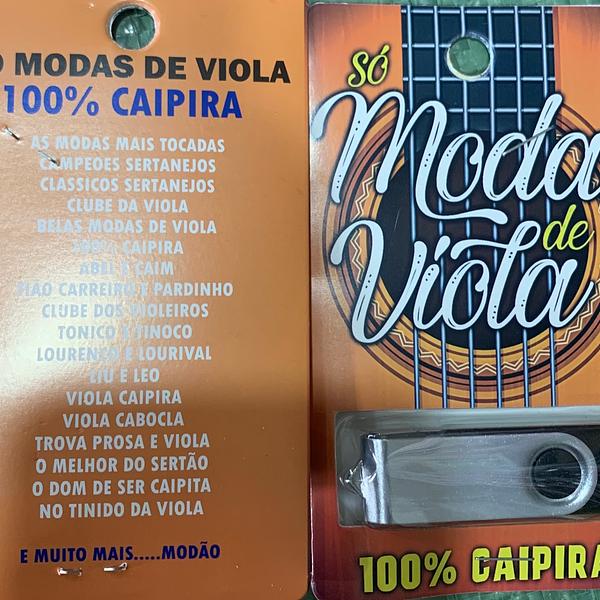 O MODAS DE VIOLA
100% CAIPIRA
AS MODAS MAIS TOCADAS
CAMPEÕES SERTANEJOS
CLASSICOS SERTANEJOS
CLUBE DA VIOLA
BELAS MODAS DE VIOLA
100% CAIPIRA
ABEL E CAIM
TIÃO CARREIRO E PARDINHO
CLUBE DOS VIOLEIROS
TONICO E TINOCO
LOURENÇO E LOURIVAL
LIU E LEO
VIOLA CAIPIRA
VIOLA CABOCLA
TROVA PROSA E VIOLA
O MELHOR DO SERTÃO
O DOM DE SER CAIPITA
NO TINIDO DA VIOLA
E MUITO MAIS.....MODÃO
SÓ
Moda
de
Viola
100% CAIPIRA